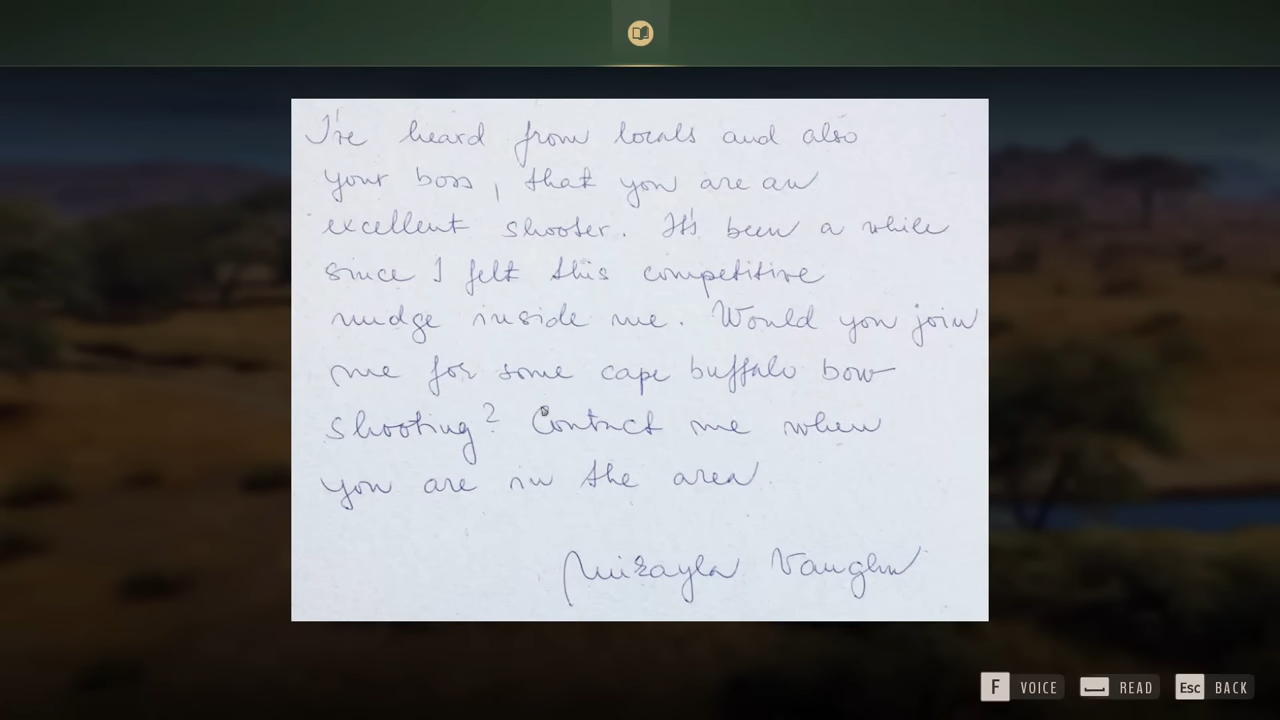 I've heard from locals and also
your boss, that you are an
excellent shooter. It's been a while
since I felt this competitive
nudge inside me. Would you join
me for some cape buffalo bow
shooting? Contact me when
you are in the area.
Mikayla Vaughn
F VOICE READ Esc BACK